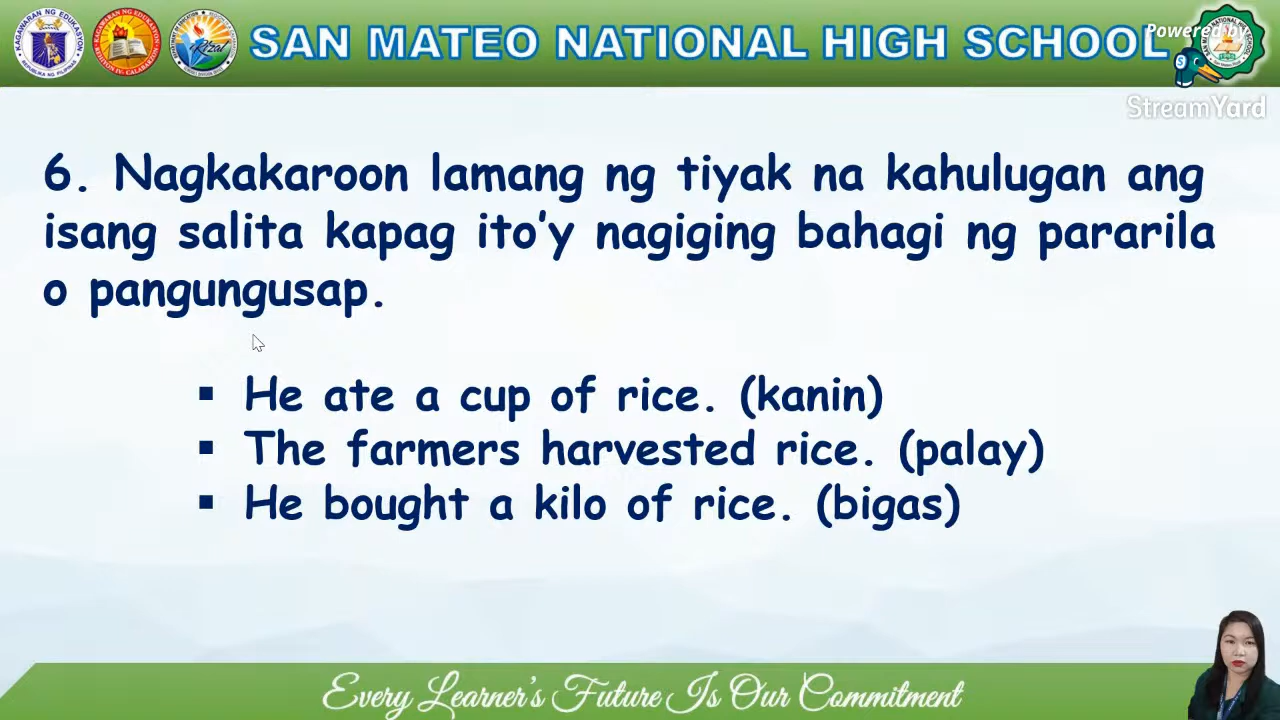 SAN MATEO NATIONAL HIGH SCHOOL
Powered by
StreamYard
6. Nagkakaroon lamang ng tiyak na kahulugan ang
isang salita kapag ito'y nagiging bahagi ng pararila
o pangungusap.
▪ He ate a cup of rice. (kanin)
▪ The farmers harvested rice. (palay)
▪ He bought a kilo of rice. (bigas)
Every Learner's Future Is Our Commitment